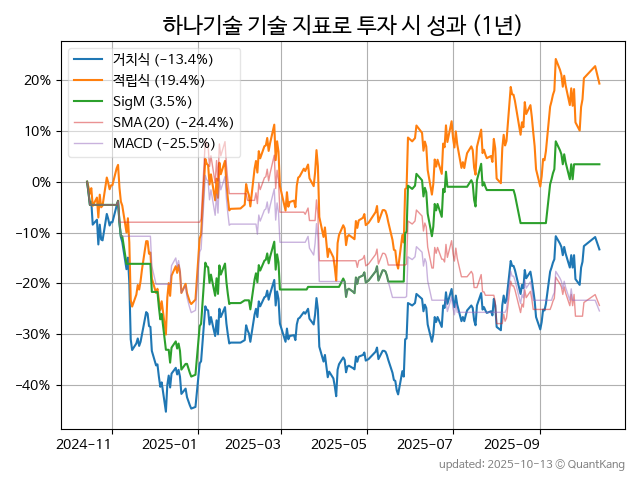 하나기술 기술 지표로 투자 시 성과 (1년)
거치식 (−13.4%)
적립식 (19.4%)
SigM (3.5%)
SMA(20) (−24.4%)
MACD (−25.5%)
20%
10%
0%
−10%
−20%
−30%
−40%
2024−11 2025−01 2025−03 2025−05 2025−07 2025−09
updated: 2025-10-13 © QuantKang